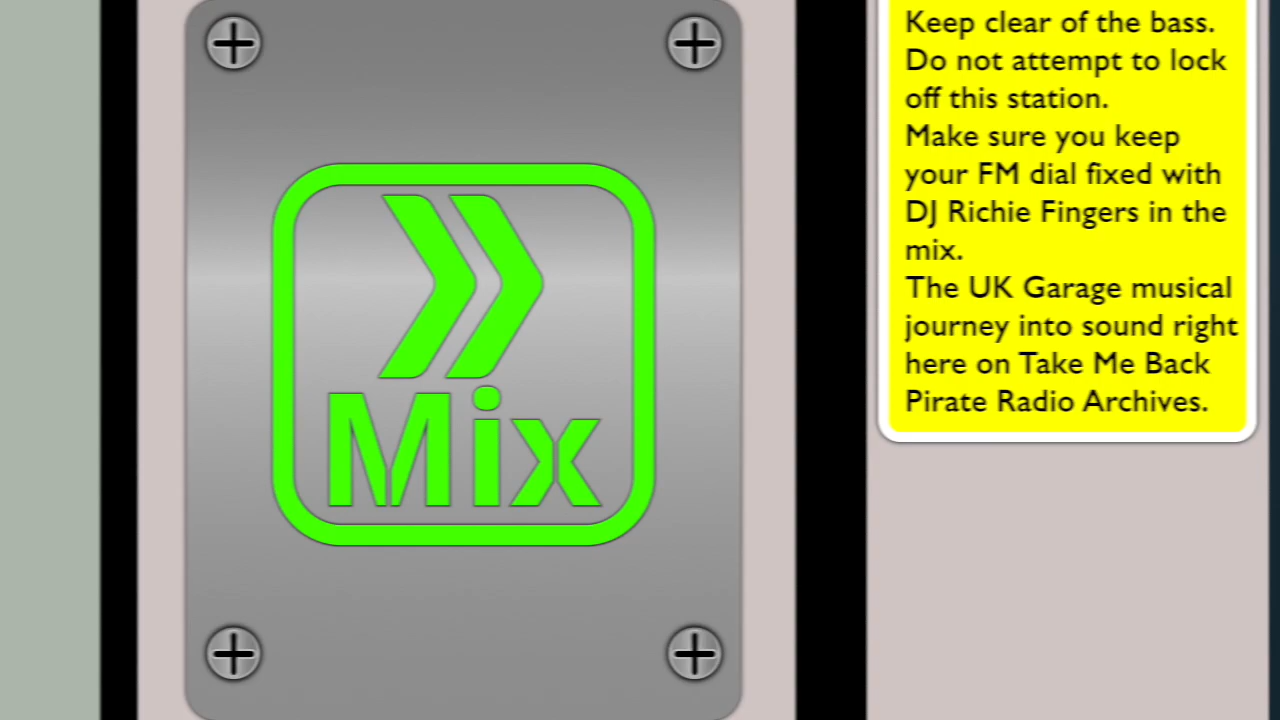 Keep clear of the bass.
Do not attempt to lock
off this station.
Make sure you keep
your FM dial fixed with
DJ Richie Fingers in the
mix.
The UK Garage musical
journey into sound right
here on Take Me Back
Pirate Radio Archives.
Mix